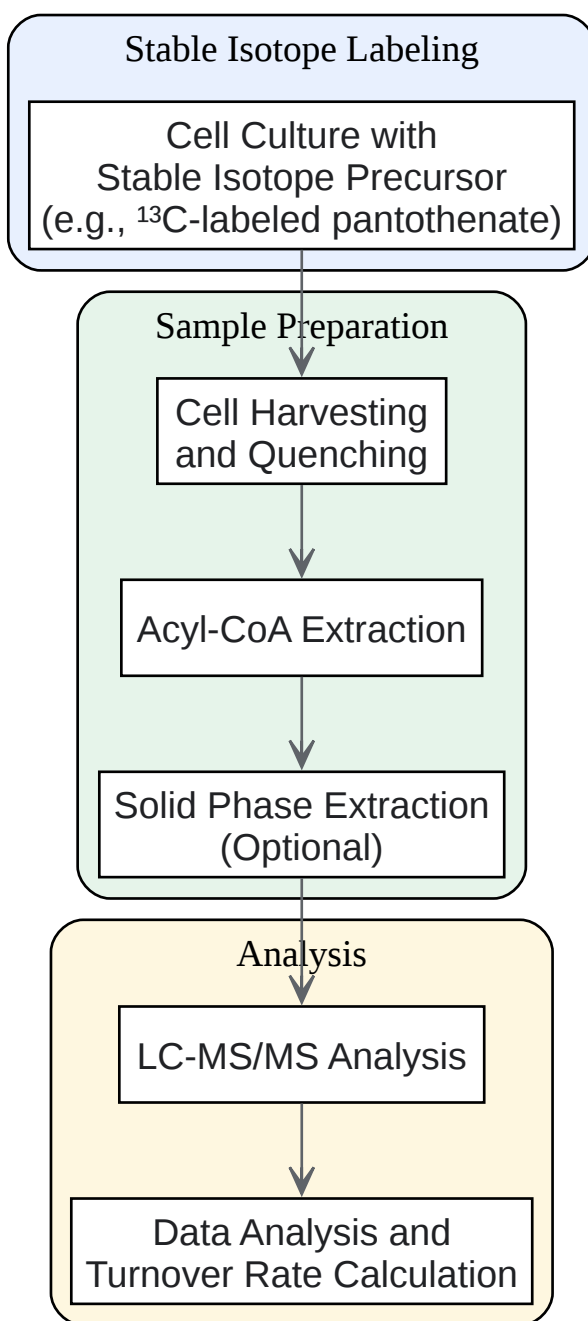 Stable Isotope Labeling
Cell Culture with
Stable Isotope Precursor
(e.g., ¹³C-labeled pantothenate)
Sample Preparation
Cell Harvesting
and Quenching
Acyl-CoA Extraction
Solid Phase Extraction
(Optional)
Analysis
LC-MS/MS Analysis
Data Analysis and
Turnover Rate Calculation